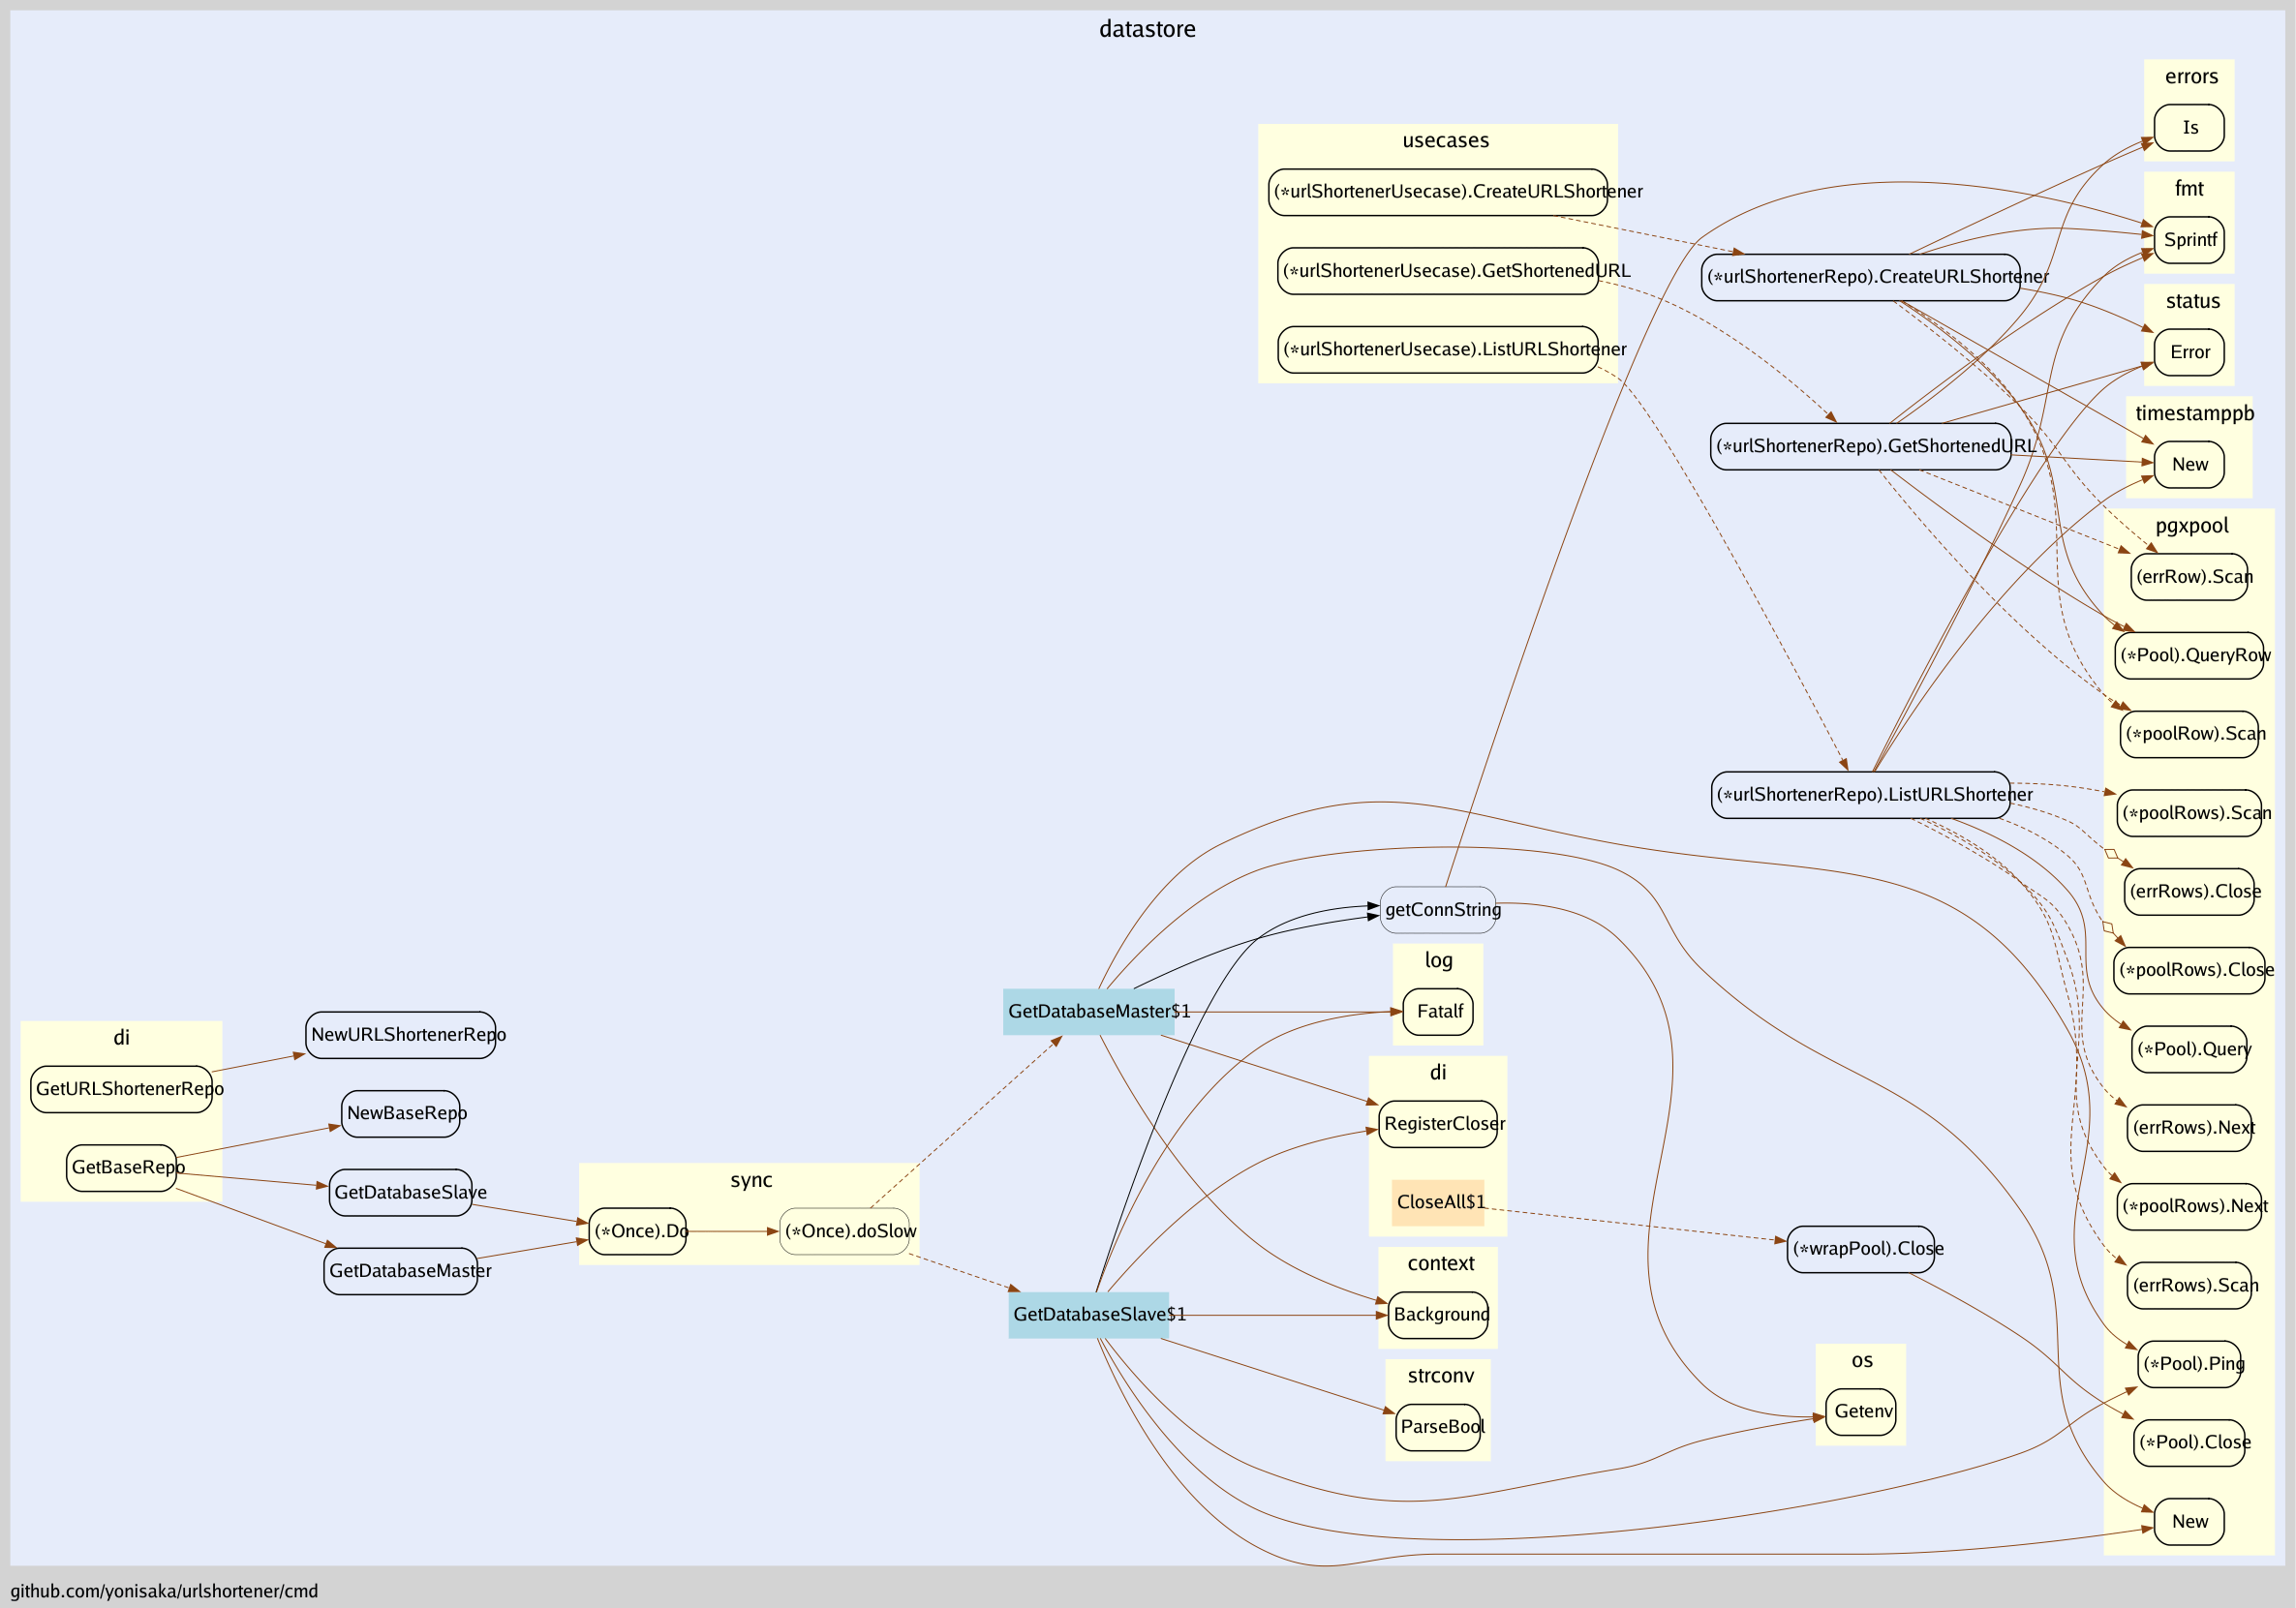 datastore
errors
Is
usecases
(*urlShortenerUsecase).CreateURLShortener
(*urlShortenerUsecase).GetShortenedURL
(*urlShortenerUsecase).ListURLShortener
fmt
Sprintf
(*urlShortenerRepo).CreateURLShortener
status
Error
timestamppb
New
(*urlShortenerRepo).GetShortenedURL
pgxpool
(errRow).Scan
(*Pool).QueryRow
(*poolRow).Scan
(*urlShortenerRepo).ListURLShortener
(*poolRows).Scan
(errRows).Close
(*poolRows).Close
(*Pool).Query
(errRows).Next
(*poolRows).Next
(errRows).Scan
(*Pool).Ping
(*Pool).Close
New
getConnString
log
Fatalf
GetDatabaseMaster$1
di
RegisterCloser
CloseAll$1
(*wrapPool).Close
context
Background
GetDatabaseSlave$1
strconv
ParseBool
os
Getenv
di
GetURLShortenerRepo
GetBaseRepo
NewURLShortenerRepo
NewBaseRepo
GetDatabaseSlave
GetDatabaseMaster
sync
(*Once).Do
(*Once).doSlow
github.com/yonisaka/urlshortener/cmd